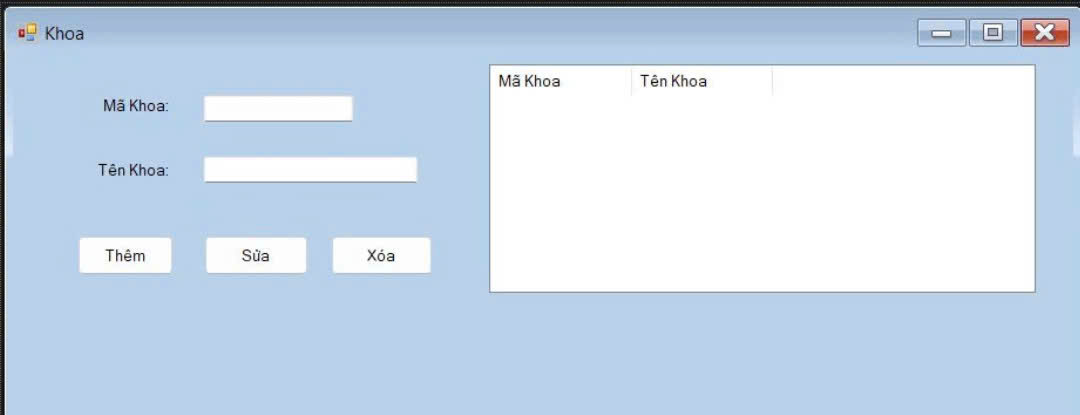 Khoa
Mã Khoa:
Tên Khoa:
Thêm Sửa Xóa
Mã Khoa Tên Khoa